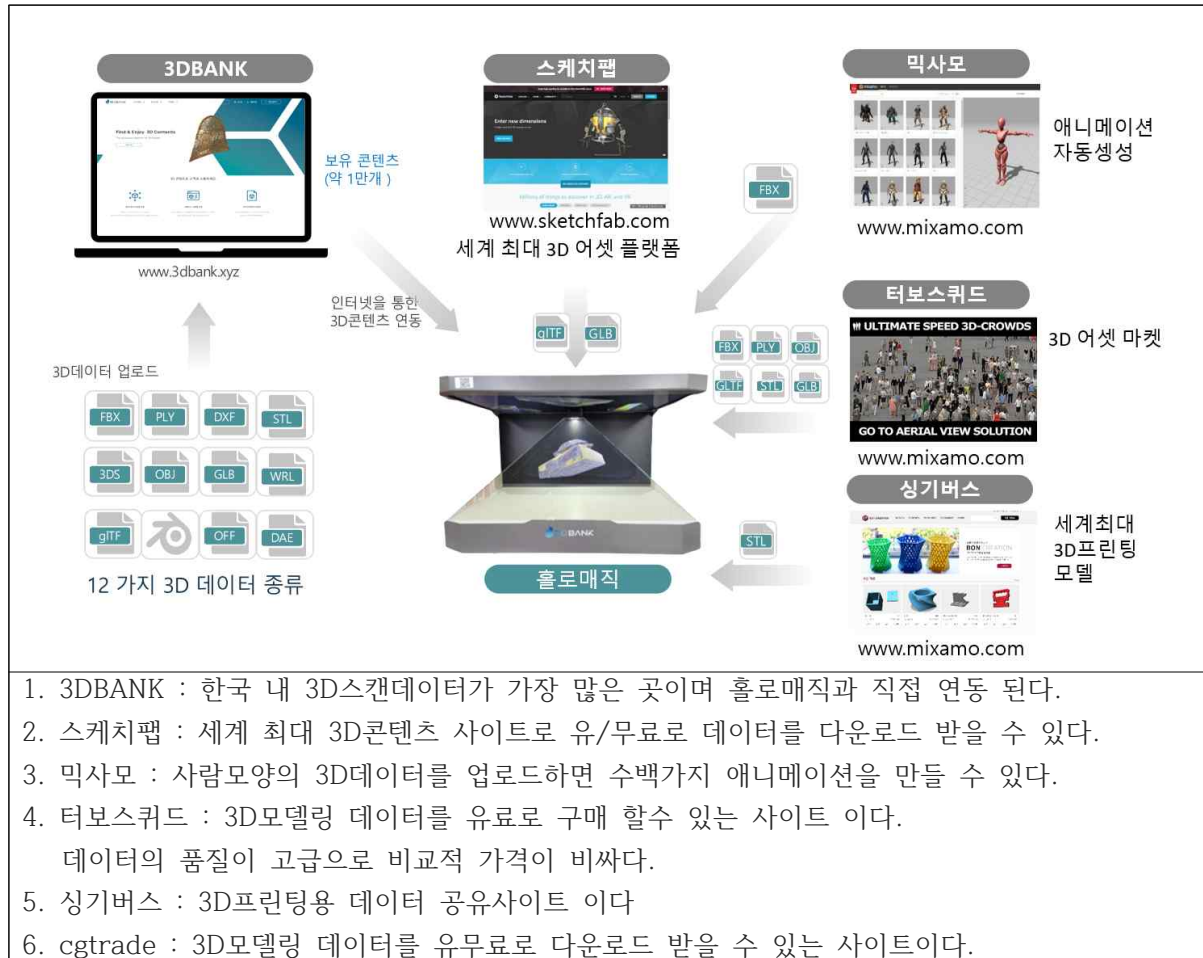 3DBANK
스케치팹
믹사모
Find & Enjoy 3D Contents
Enter new dimensions
보유 콘텐츠
(약 1만개 )
애니메이션
자동셍성
FBX
www.sketchfab.com
세계 최대 3D 어셋 플랫폼
www.mixamo.com
www.3dbank.xyz
인터넷을 통한
3D콘텐츠 연동
터보스퀴드
glTF GLB
FBX PLY OBJ
GLTF STL GLB
ULTIMATE SPEED 3D-CROWDS
3D 어셋 마켓
GO TO AERIAL VIEW SOLUTION
www.mixamo.com
3D데이터 업로드
FBX PLY DXF STL
3DS OBJ GLB WRL
glTF OFF DAE
12 가지 3D 데이터 종류
3DBANK
홀로매직
싱기버스
STL
BON CREATION
세계최대
3D프린팅
모델
www.mixamo.com
1. 3DBANK : 한국 내 3D스캔데이터가 가장 많은 곳이며 홀로매직과 직접 연동 된다.
2. 스케치팹 : 세계 최대 3D콘텐츠 사이트로 유/무료로 데이터를 다운로드 받을 수 있다.
3. 믹사모 : 사람모양의 3D데이터를 업로드하면 수백가지 애니메이션을 만들 수 있다.
4. 터보스퀴드 : 3D모델링 데이터를 유료로 구매 할수 있는 사이트 이다.
데이터의 품질이 고급으로 비교적 가격이 비싸다.
5. 싱기버스 : 3D프린팅용 데이터 공유사이트 이다
6. cgtrade : 3D모델링 데이터를 유무료로 다운로드 받을 수 있는 사이트이다.